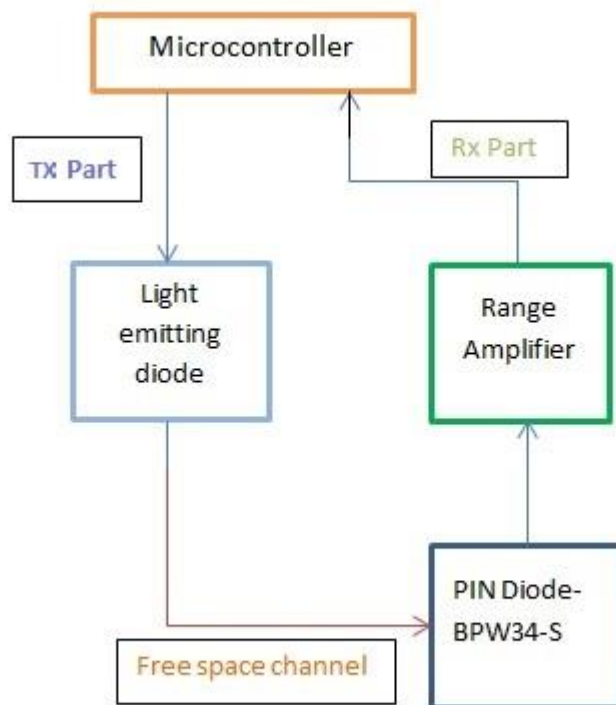 Microcontroller
TX Part
Rx Part
Light
emitting
diode
Range
Amplifier
PIN Diode-
BPW34-S
Free space channel